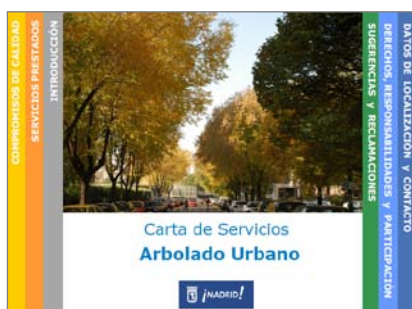 COMPROMISOS DE CALIDAD
SERVICIOS PRESTADOS
INTRODUCCIÓN
Carta de Servicios
Arbolado Urbano
¡MADRID!
SUGERENCIAS y RECLAMACIONES
DERECHOS, RESPONSABILIDADES y PARTICIPACIÓN
DATOS DE LOCALIZACIÓN y CONTACTO